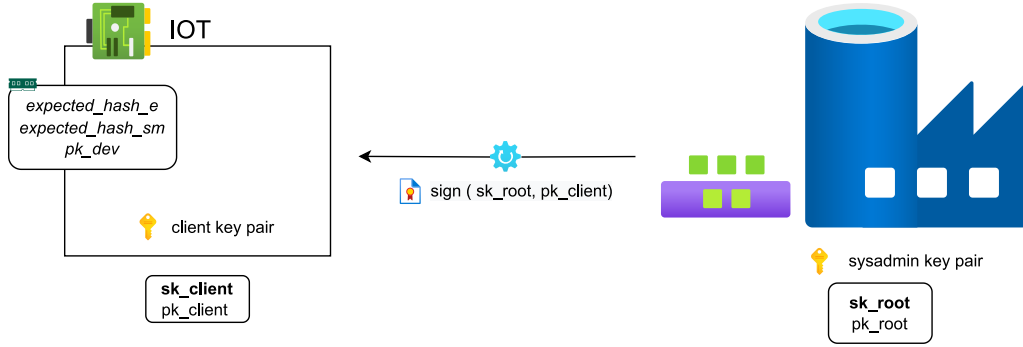 IOT
expected_hash_e
expected_hash_sm
pk_dev
sign ( sk_root, pk_client)
client key pair
sk_client
pk_client
sysadmin key pair
sk_root
pk_root